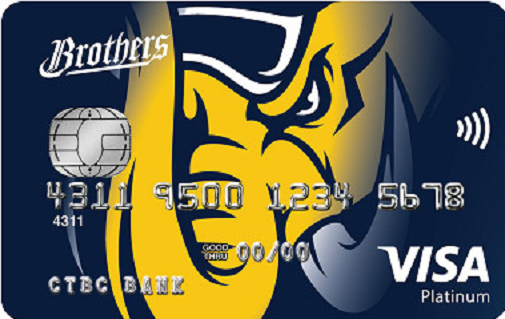 Brothers
4311 9500 1234 5678
4311
GOOD THRU 00/00
CTBC BANK
VISA
Platinum